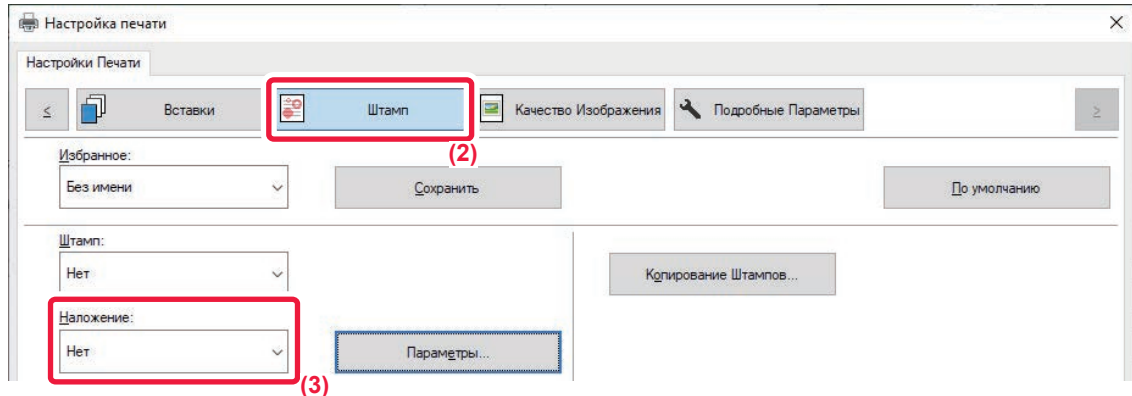 Настройка печати
Настройки Печати
≤ Вставки Штамп Качество Изображения Подробные Параметры ≥
(2)
Избранное:
Без имени Сохранить По умолчанию
Штамп:
Нет Копирование Штампов...
Наложение:
Нет Параметры...
(3)